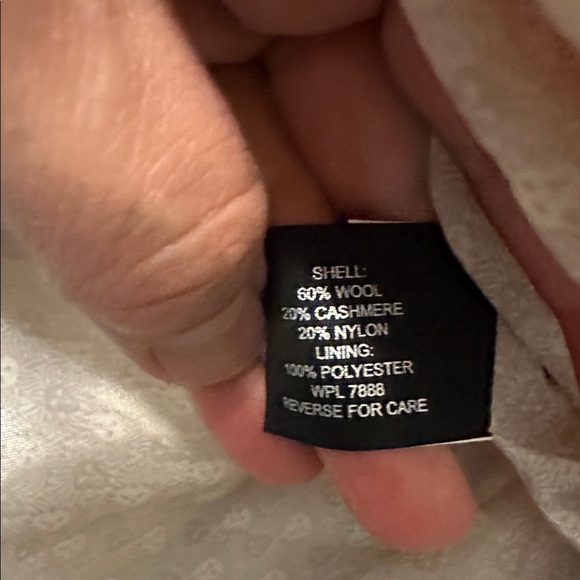 SHELL:
60% WOOL
20% CASHMERE
20% NYLON
LINING:
100% POLYESTER
WPL 7888
REVERSE FOR CARE